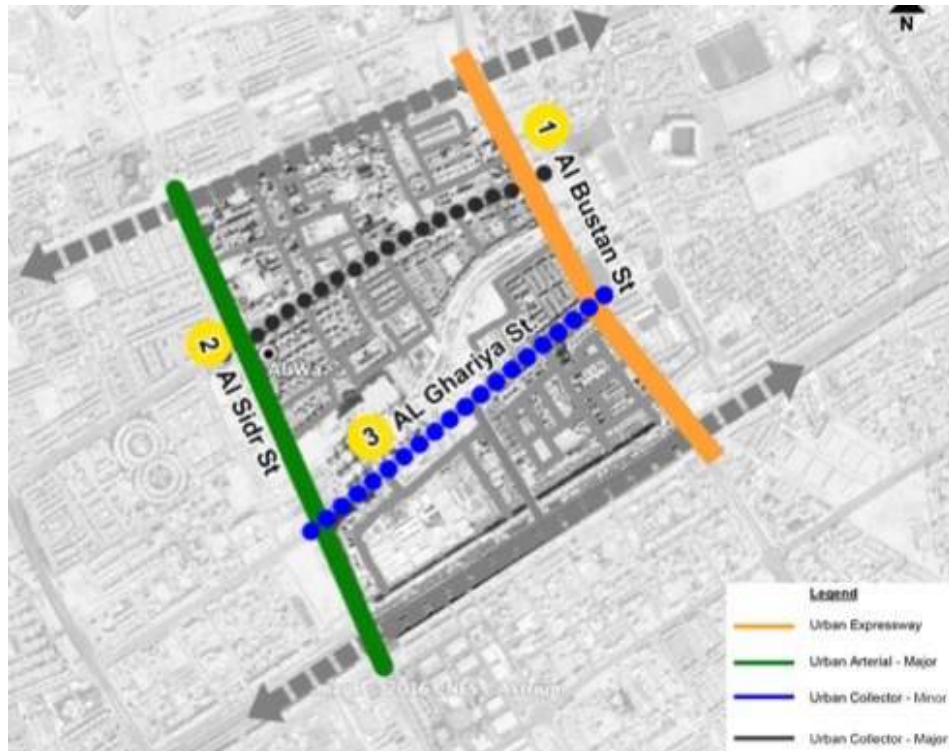 N
1
Al Bustan St
2
Al Sidr St
3
AL Ghariya St
Legend
Urban Expressway
Urban Arterial - Major
Urban Collector - Minor
Urban Collector - Major